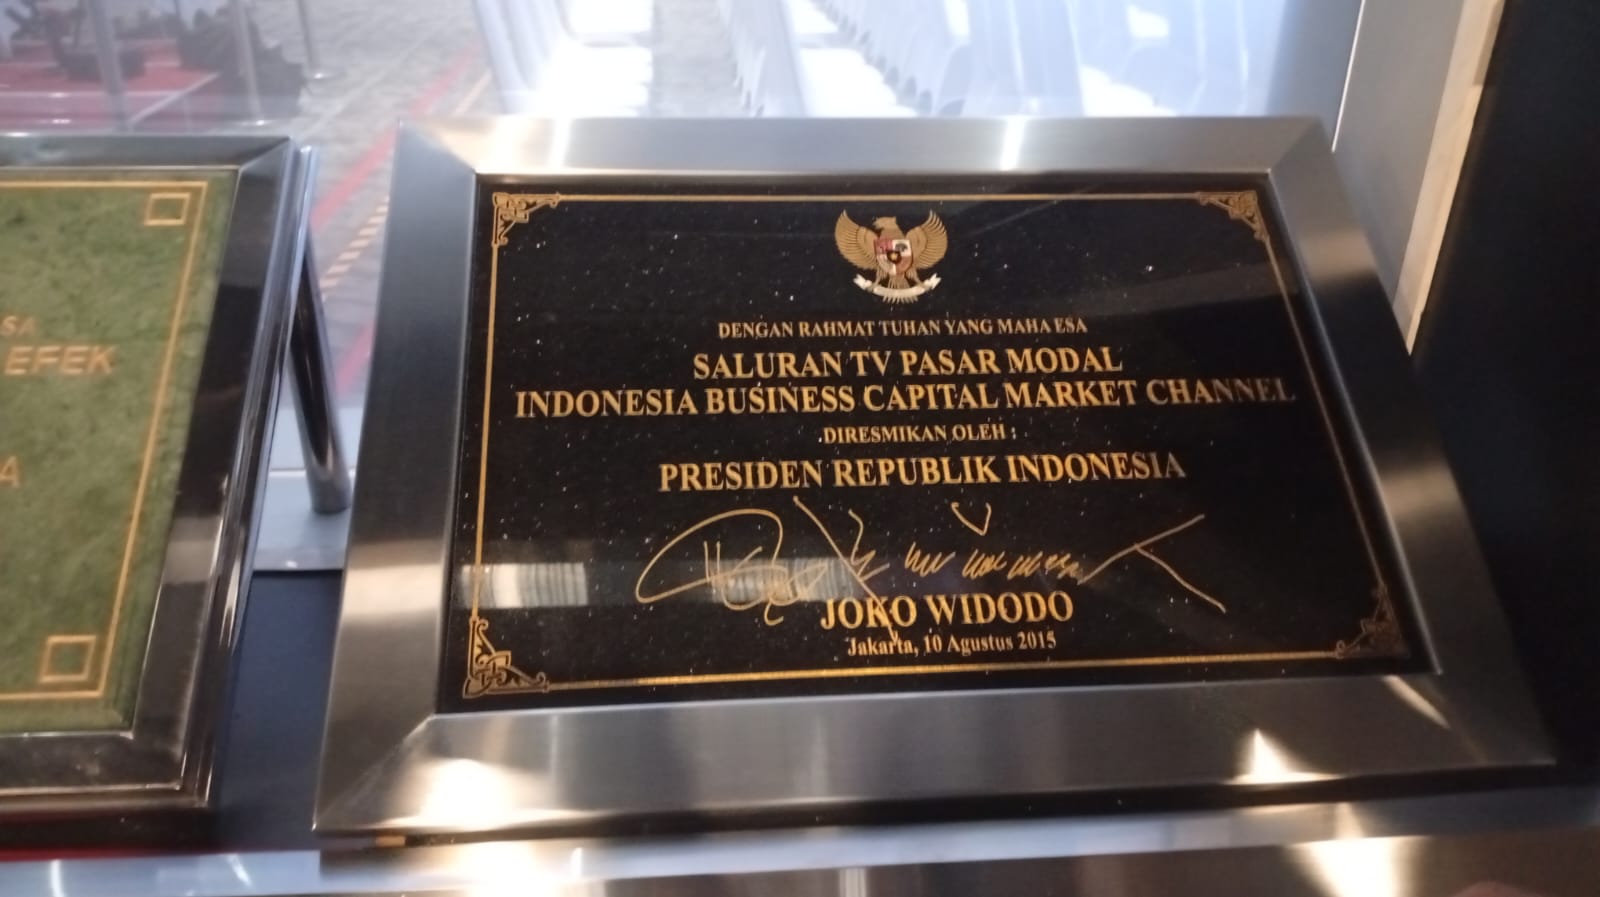 SA
EFEK
A
DENGAN RAHMAT TUHAN YANG MAHA ESA
SALURAN TV PASAR MODAL
INDONESIA BUSINESS CAPITAL MARKET CHANNEL
DIRESMIKAN OLEH :
PRESIDEN REPUBLIK INDONESIA
JOKO WIDODO
Jakarta, 10 Agustus 2015